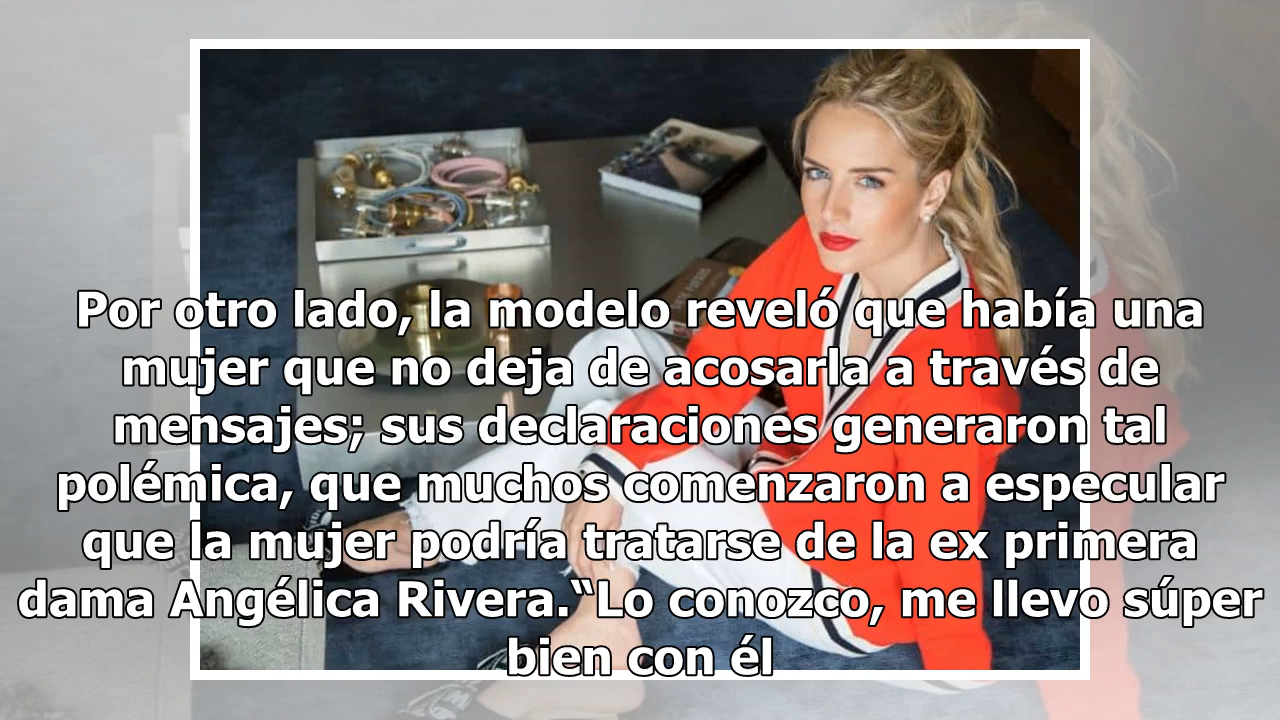 Por otro lado, la modelo reveló que había una
mujer que no deja de acosarla a través de
mensajes; sus declaraciones generaron tal
polémica, que muchos comenzaron a especular
que la mujer podría tratarse de la ex primera
dama Angélica Rivera.“Lo conozco, me llevo súper
bien con él